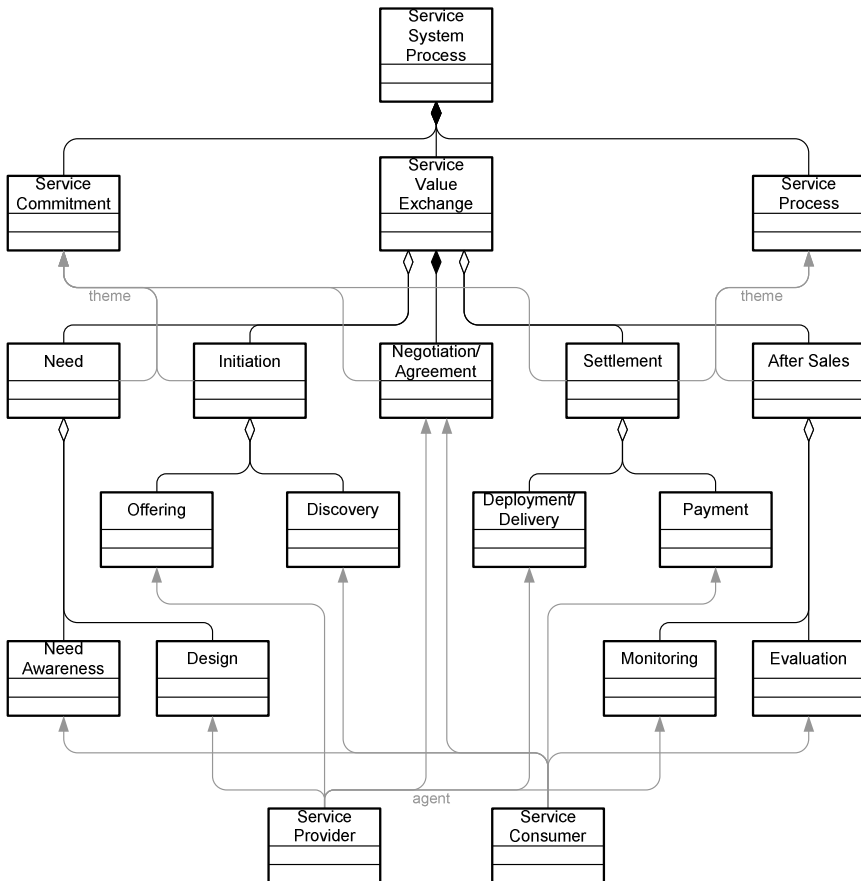 Service
System
Process
Service
Commitment
Service
Value
Exchange
Service
Process
theme
theme
Need
Initiation
Negotiation/
Agreement
Settlement
After Sales
Offering
Discovery
Deployment/
Delivery
Payment
Need
Awareness
Design
Monitoring
Evaluation
agent
Service
Provider
Service
Consumer